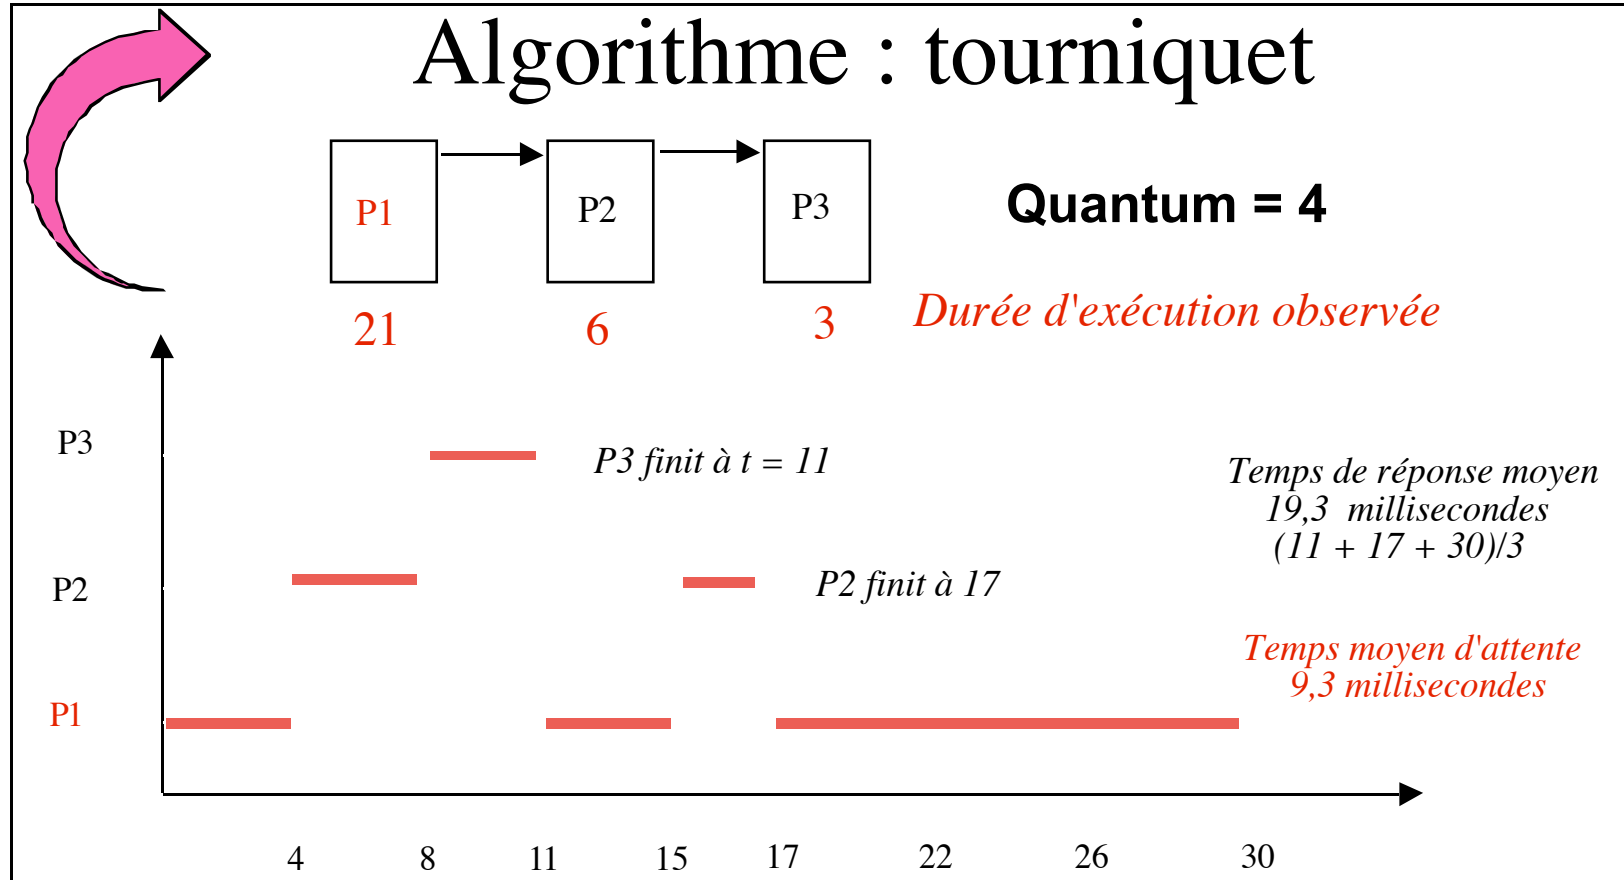 Algorithme : tourniquet
P1
P2
P3
Quantum = 4
21
6
3
Durée d'exécution observée
P3
P3 finit à t = 11
Temps de réponse moyen
19,3 millisecondes
(11 + 17 + 30)/3
P2
P2 finit à 17
Temps moyen d'attente
9,3 millisecondes
P1
4 8 11 15 17 22 26 30